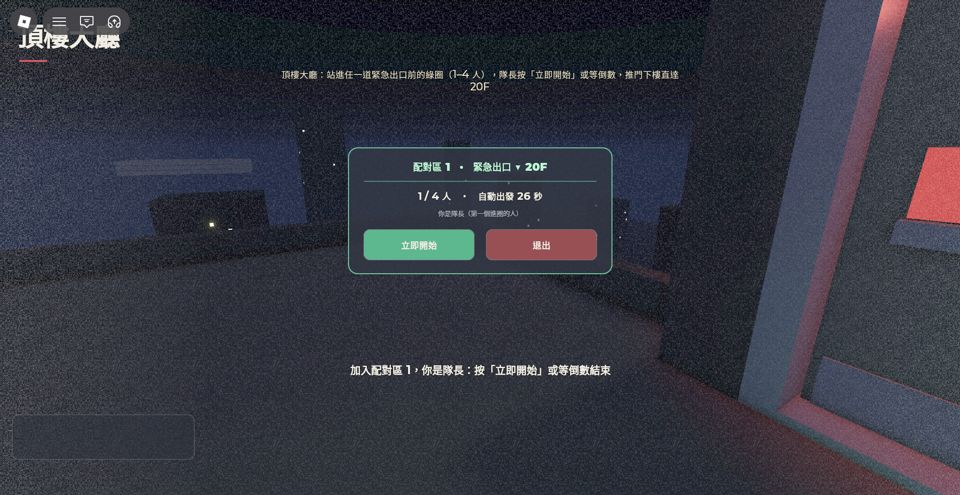 頂樓大廳
頂樓大廳：站進任一道緊急出口前的綠圈（1–4 人），隊長按「立即開始」或等倒數，推門下樓直達
20F
配對區 1 • 緊急出口 ▼ 20F
1 / 4 人 • 自動出發 26 秒
你是隊長（第一個進圈的人）
立即開始
退出
加入配對區 1，你是隊長：按「立即開始」或等倒數結束